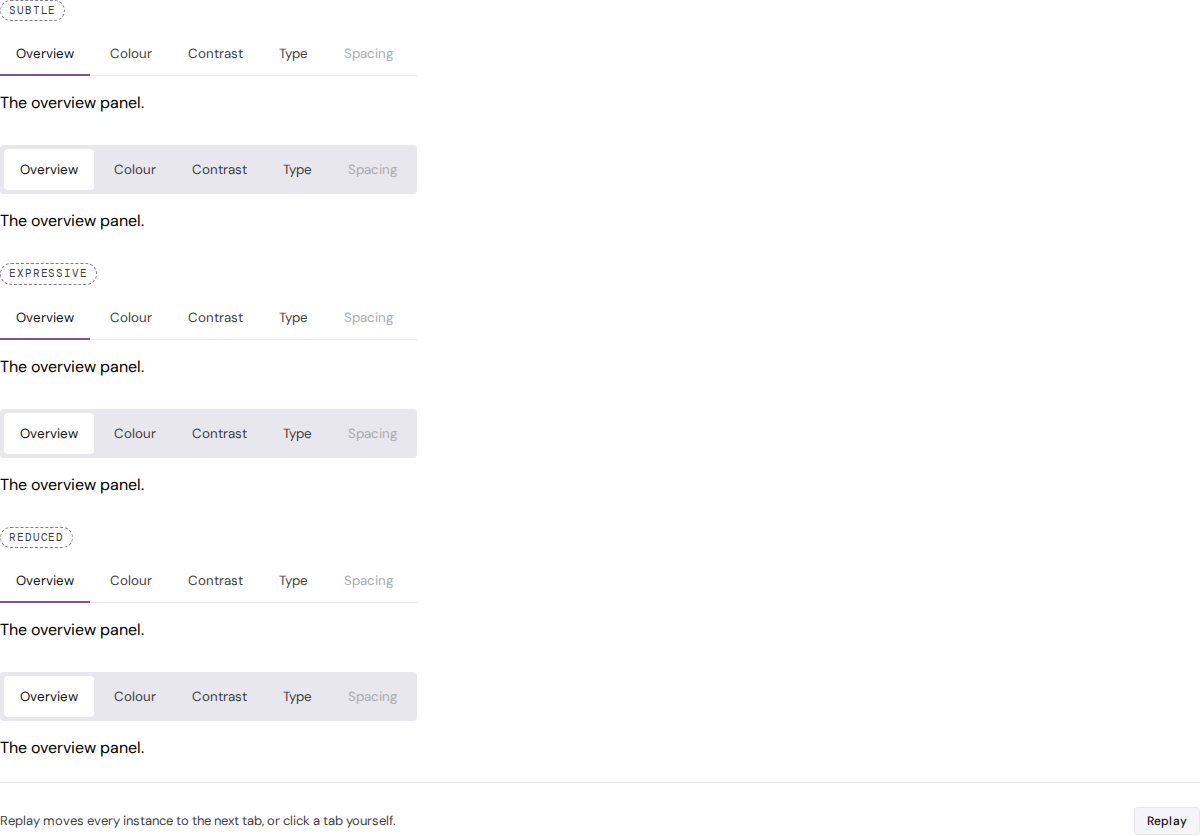 SUBTLE
Overview Colour Contrast Type Spacing
The overview panel.
Overview Colour Contrast Type Spacing
The overview panel.
EXPRESSIVE
Overview Colour Contrast Type Spacing
The overview panel.
Overview Colour Contrast Type Spacing
The overview panel.
REDUCED
Overview Colour Contrast Type Spacing
The overview panel.
Overview Colour Contrast Type Spacing
The overview panel.
Replay moves every instance to the next tab, or click a tab yourself. Replay